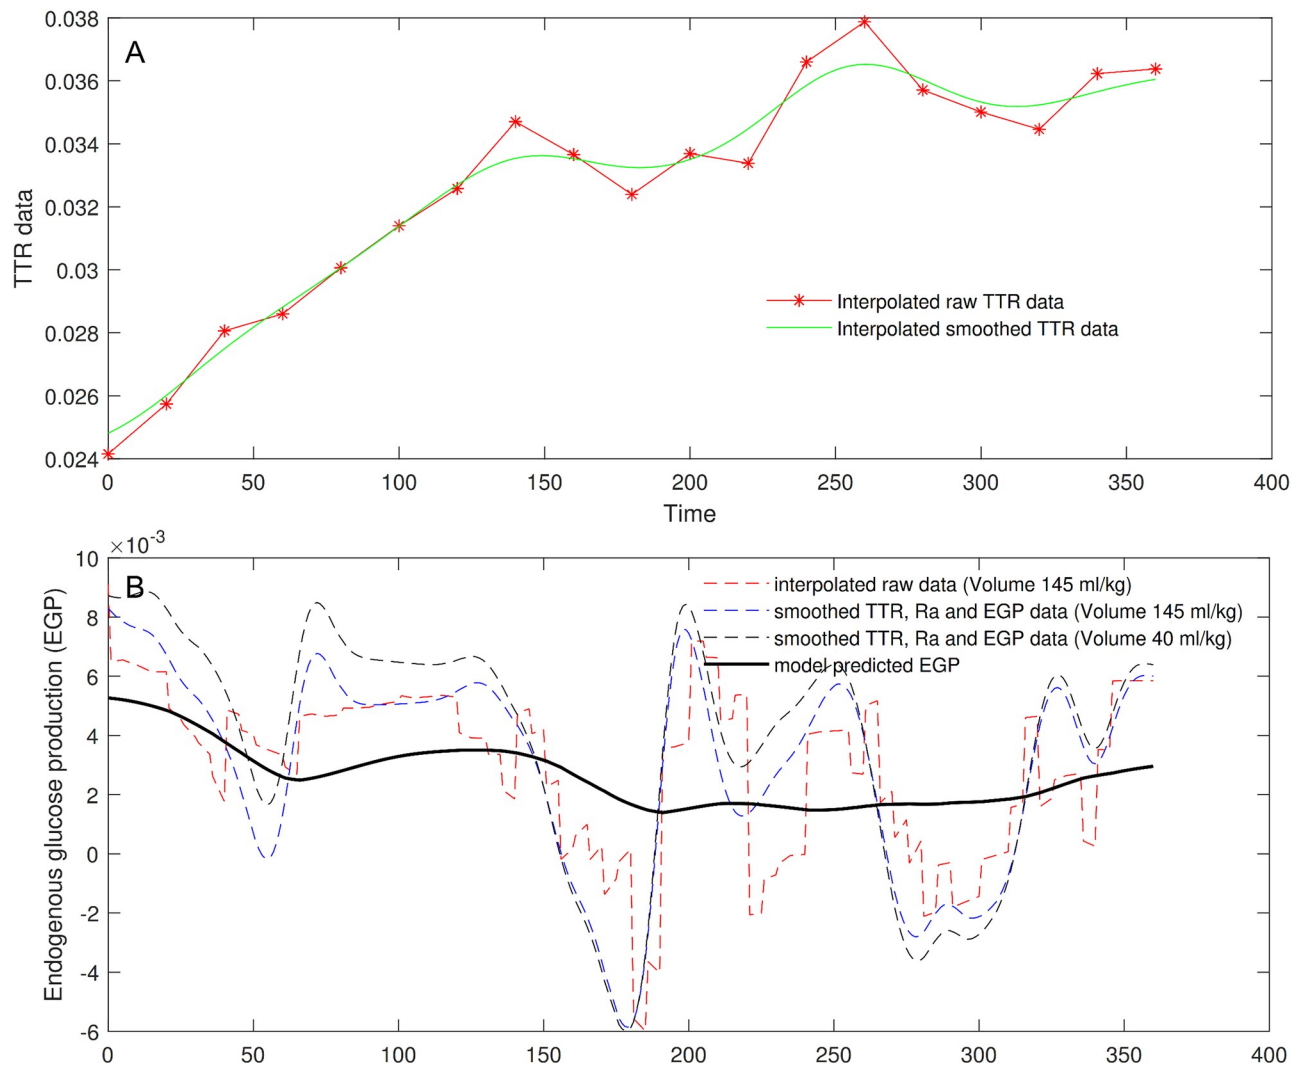 A
0.038
0.036
0.034
0.032
0.03
0.028
0.026
0.024
TTR data
Interpolated raw TTR data
Interpolated smoothed TTR data
0 50 100 150 200 250 300 350 400
Time
×10-3
B
10
8
6
4
2
0
-2
-4
-6
Endogenous glucose production (EGP)
interpolated raw data (Volume 145 ml/kg)
smoothed TTR, Ra and EGP data (Volume 145 ml/kg)
smoothed TTR, Ra and EGP data (Volume 40 ml/kg)
model predicted EGP
0 50 100 150 200 250 300 350 400